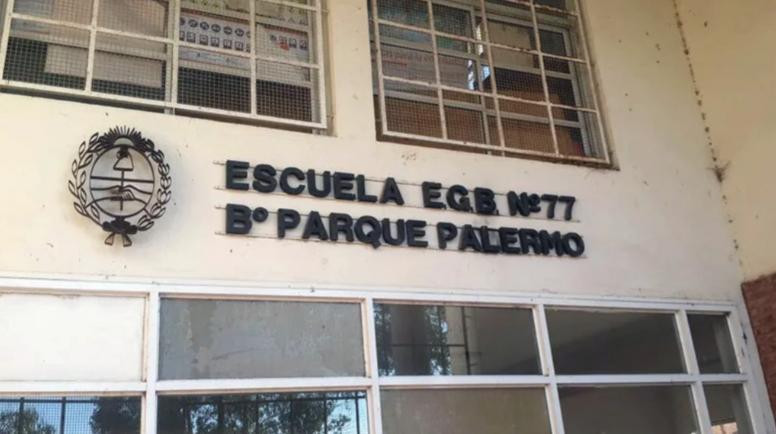 ESCUELA E.G.B. Nº77
Bº PARQUE PALERMO